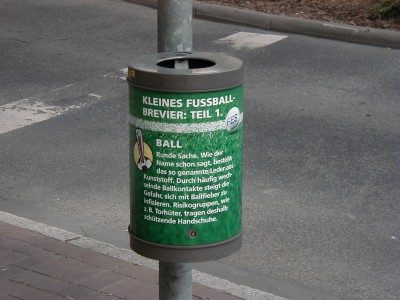 KLEINES FUSSBALL-
BREVIER: TEIL 1.
FES
BALL
Runde Sache. Wie der
Name schon sagt, besteht
das so genannte Leder aus
Kunststoff. Durch häufig wech-
selnde Ballkontakte steigt die
Gefahr, sich mit Ballfieber zu
infizieren. Risikogruppen, wie
z. B. Torhüter, tragen deshalb
schützende Handschuhe.